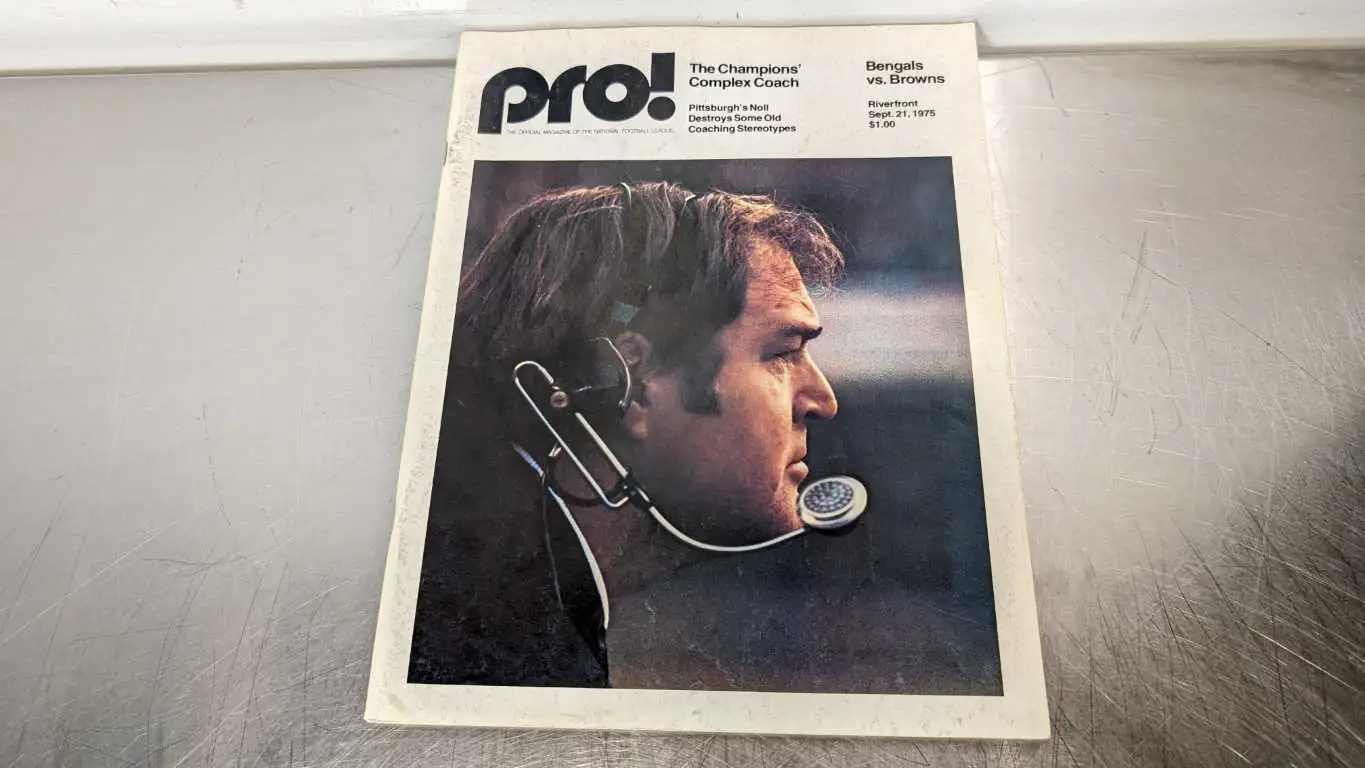 pro!
THE OFFICIAL MAGAZINE OF THE NATIONAL FOOTBALL LEAGUE
The Champions'
Complex Coach
Pittsburgh's Noll
Destroys Some Old
Coaching Stereotypes
Bengals
vs. Browns
Riverfront
Sept. 21, 1975
$1.00